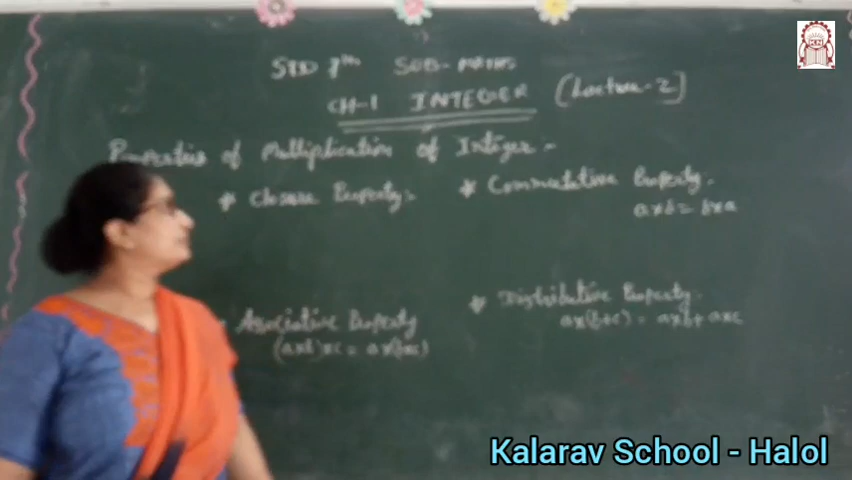 STD 7th SUB-MATHS
CH-1 INTEGER (Lecture-2)
Properties of Multiplication of Integer -
* Closure Property:-
* Commutative Property:-
a×b = b×a
Associative Property
(a×b)×c = a×(b×c)
* Distributive Property:-
a×(b+c) = a×b + a×c
Kalarav School - Halol